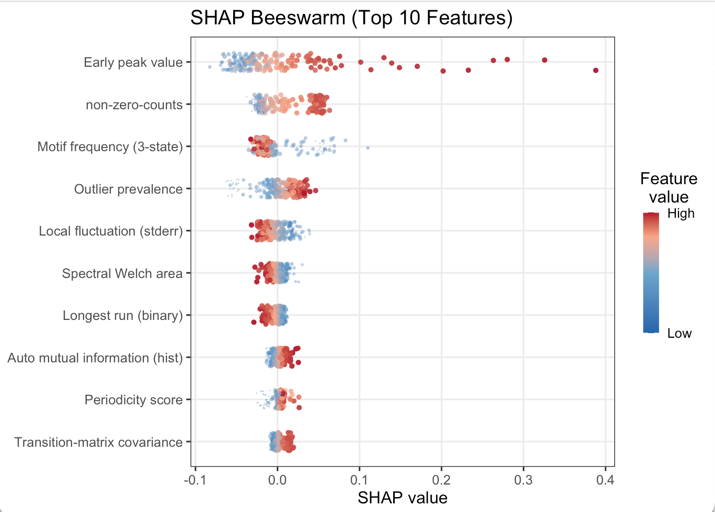 SHAP Beeswarm (Top 10 Features)
Early peak value
non-zero-counts
Motif frequency (3-state)
Outlier prevalence
Local fluctuation (stderr)
Spectral Welch area
Longest run (binary)
Auto mutual information (hist)
Periodicity score
Transition-matrix covariance
-0.1 0.0 0.1 0.2 0.3 0.4
SHAP value
Feature
value
High
Low